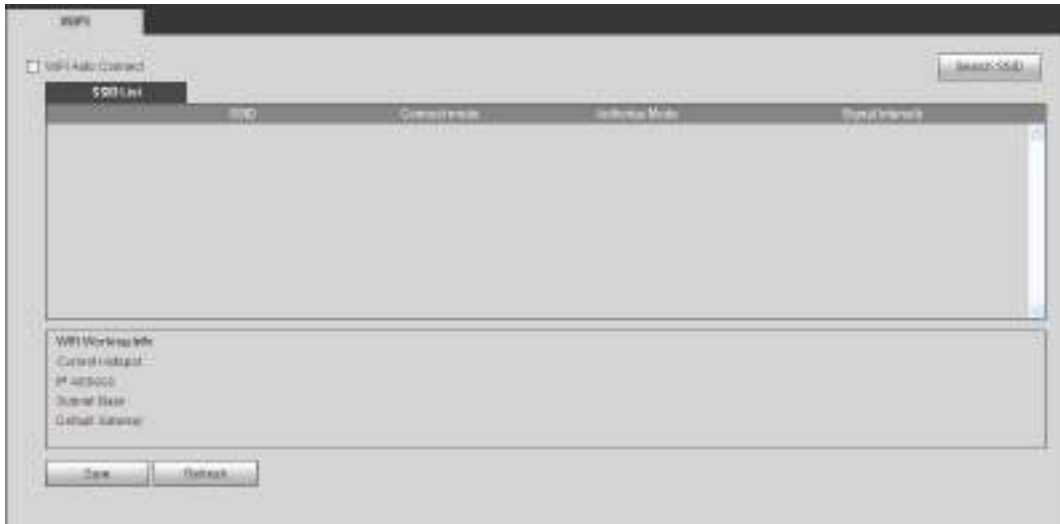 WIFI
WiFi Auto Connect
Search SSID
SSID List
SSID Connect mode Authorize Mode Signal Intensity
WiFi Working Info
Current Hotspot
IP Address
Subnet Mask
Default Gateway
Save Refresh